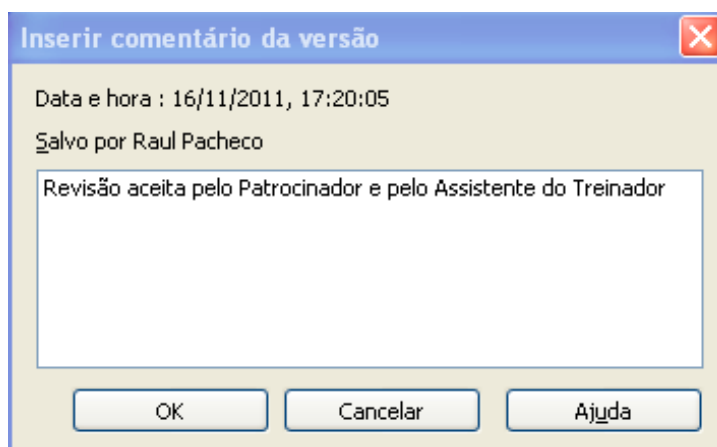 Inserir comentário da versão
Data e hora : 16/11/2011, 17:20:05
Salvo por Raul Pacheco
Revisão aceita pelo Patrocinador e pelo Assistente do Treinador
OK Cancelar Ajuda